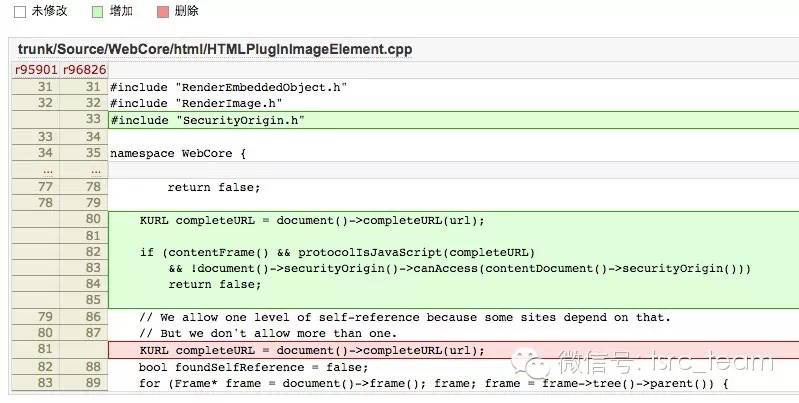 未修改 增加 删除
trunk/Source/WebCore/html/HTMLPlugInImageElement.cpp
r95901 r96826
31 31 #include "RenderEmbeddedObject.h"
32 32 #include "RenderImage.h"
33 #include "SecurityOrigin.h"
33 34
34 35 namespace WebCore {
... ...
77 78 return false;
78 79
80 KURL completeURL = document()->completeURL(url);
81
82 if (contentFrame() && protocolIsJavaScript(completeURL)
83 && !document()->securityOrigin()->canAccess(contentDocument()->securityOrigin()))
84 return false;
85
79 86 // We allow one level of self-reference because some sites depend on that.
80 87 // But we don't allow more than one.
81 KURL completeURL = document()->completeURL(url);
82 88 bool foundSelfReference = false;
83 89 for (Frame* frame = document()->frame(); frame; frame = frame->tree()->parent()) {
微信号: tsrc_team